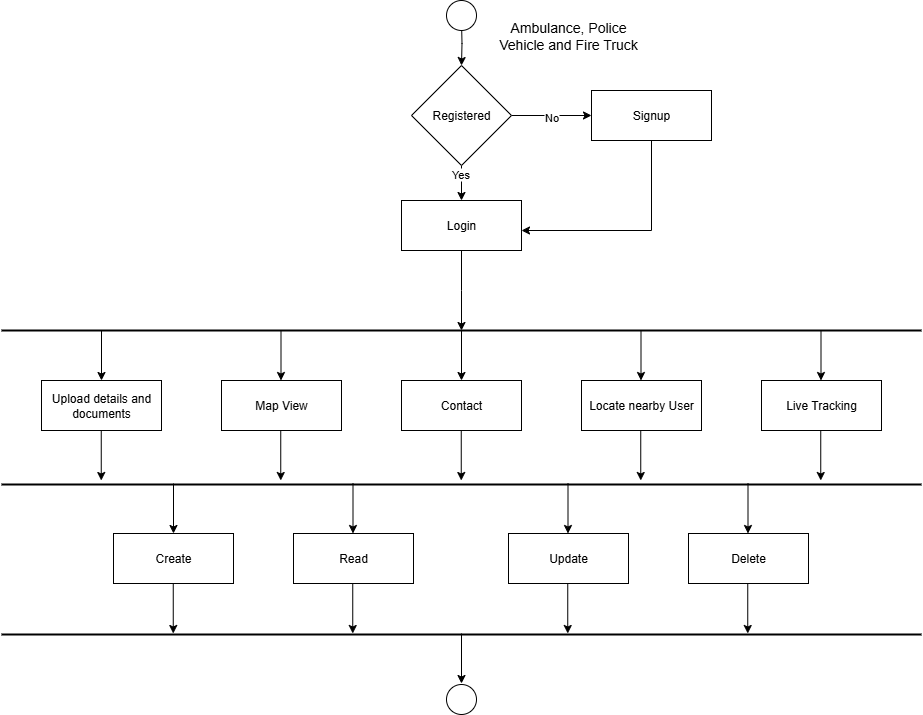 Ambulance, Police
Vehicle and Fire Truck
Registered
No
Signup
Yes
Login
Upload details and
documents
Map View
Contact
Locate nearby User
Live Tracking
Create
Read
Update
Delete